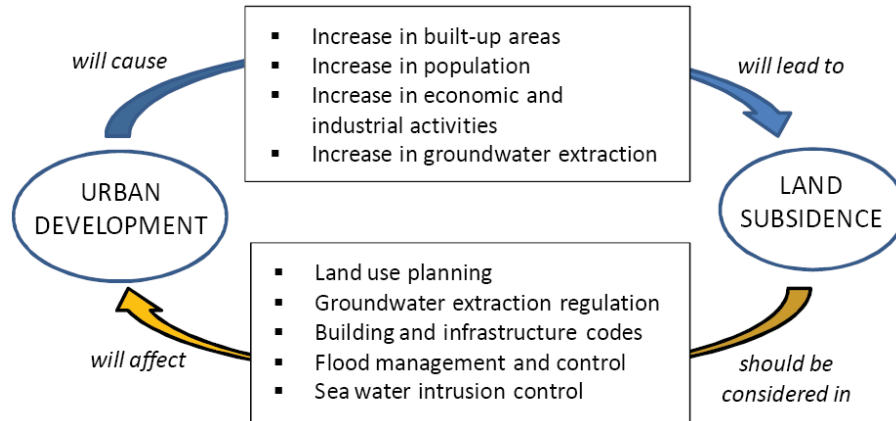 will cause
▪ Increase in built-up areas
▪ Increase in population
▪ Increase in economic and
industrial activities
▪ Increase in groundwater extraction
will lead to
URBAN
DEVELOPMENT
LAND
SUBSIDENCE
▪ Land use planning
▪ Groundwater extraction regulation
▪ Building and infrastructure codes
▪ Flood management and control
▪ Sea water intrusion control
will affect
should be
considered in